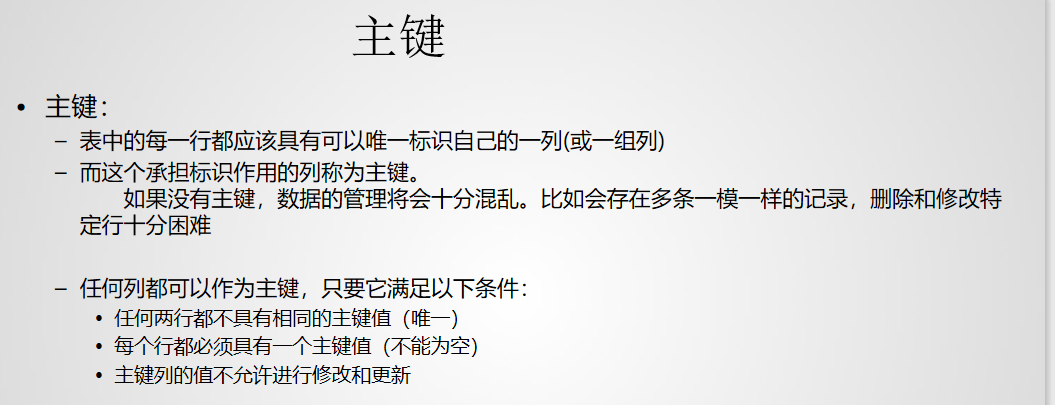 主键
• 主键：
– 表中的每一行都应该具有可以唯一标识自己的一列(或一组列)
– 而这个承担标识作用的列称为主键。
如果没有主键，数据的管理将会十分混乱。比如会存在多条一模一样的记录，删除和修改特
定行十分困难
– 任何列都可以作为主键，只要它满足以下条件：
• 任何两行都不具有相同的主键值（唯一）
• 每个行都必须具有一个主键值（不能为空）
• 主键列的值不允许进行修改和更新